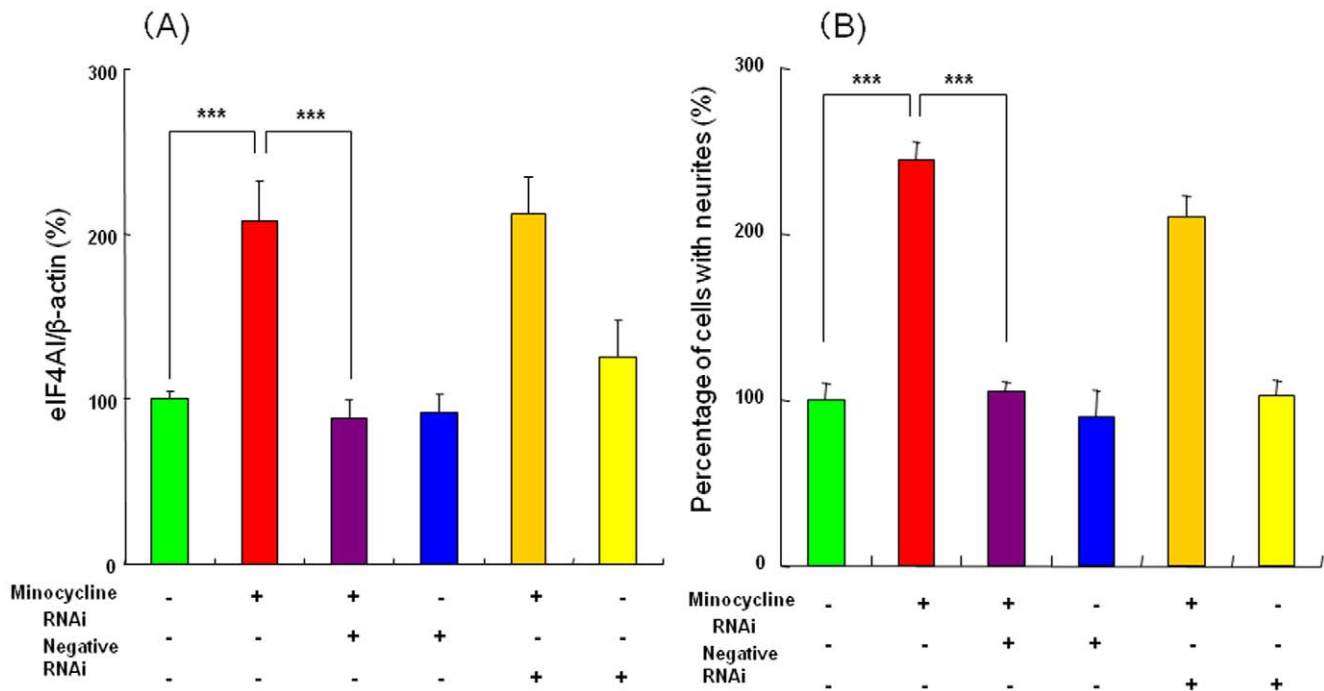 (A)
300
200
100
0
eIF4AI/β-actin (%)
*** ***
Minocycline - + + - + -
RNAi - - + + - -
Negative
RNAi - - - - + +
(B)
300
200
100
0
Percentage of cells with neurites (%)
*** ***
Minocycline - + + - + -
RNAi - - + + - -
Negative
RNAi - - - - + +